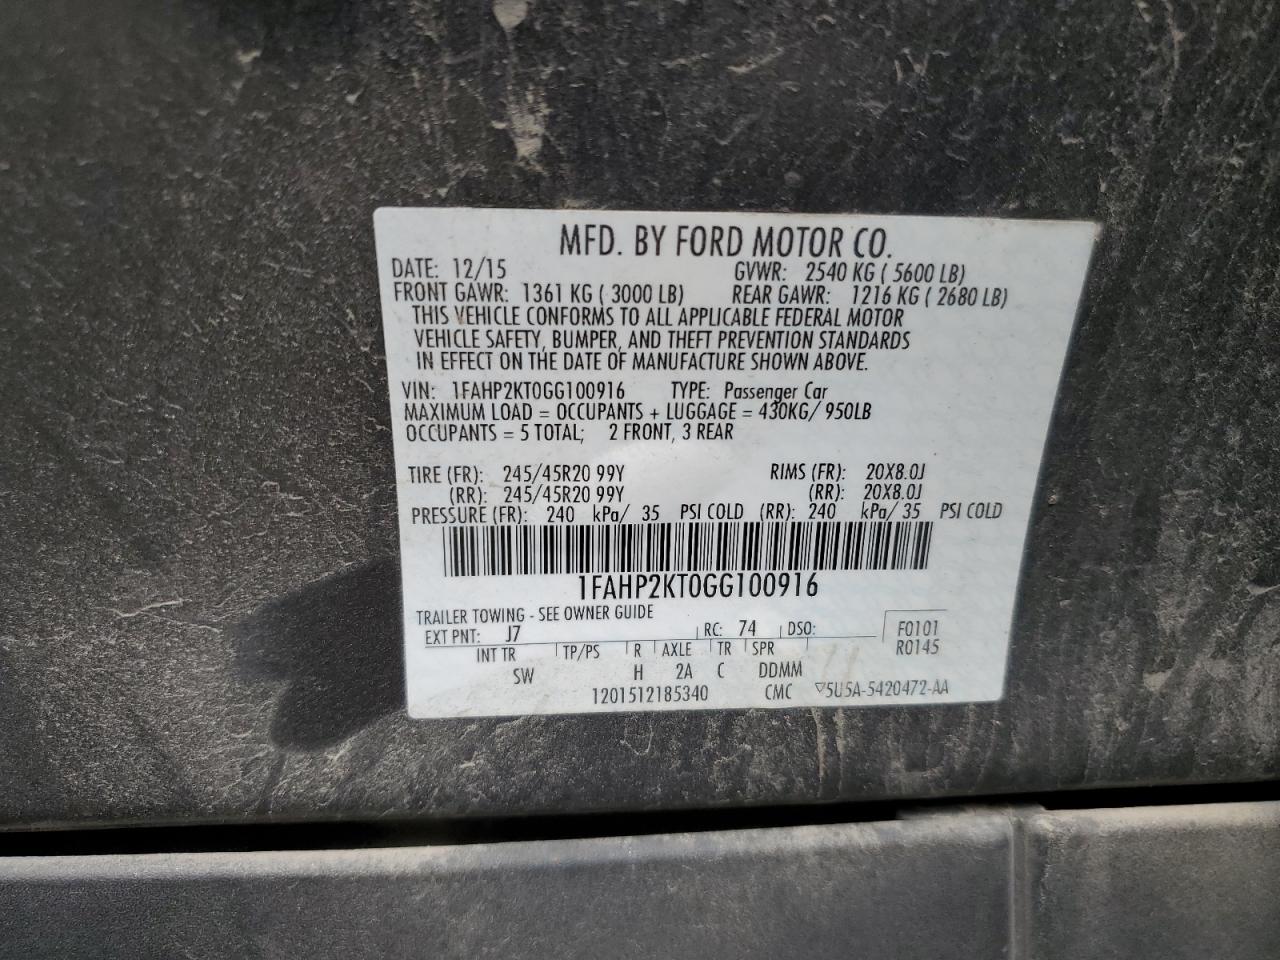 MFD. BY FORD MOTOR CO.
DATE: 12/15 GVWR: 2540 KG ( 5600 LB)
FRONT GAWR: 1361 KG ( 3000 LB) REAR GAWR: 1216 KG ( 2680 LB)
THIS VEHICLE CONFORMS TO ALL APPLICABLE FEDERAL MOTOR
VEHICLE SAFETY, BUMPER, AND THEFT PREVENTION STANDARDS
IN EFFECT ON THE DATE OF MANUFACTURE SHOWN ABOVE.
VIN: 1FAHP2KT0GG100916 TYPE: Passenger Car
MAXIMUM LOAD = OCCUPANTS + LUGGAGE = 430KG/ 950LB
OCCUPANTS = 5 TOTAL; 2 FRONT, 3 REAR
TIRE (FR): 245/45R20 99Y RIMS (FR): 20X8.0J
(RR): 245/45R20 99Y (RR): 20X8.0J
PRESSURE (FR): 240 kPa/ 35 PSI COLD (RR): 240 kPa/ 35 PSI COLD
1FAHP2KT0GG100916
TRAILER TOWING - SEE OWNER GUIDE
EXT PNT: J7 RC: 74 DSO: F0101
INT TR TP/PS R AXLE TR SPR R0145
SW H 2A C DDMM
1201512185340 CMC ▽5U5A-5420472-AA